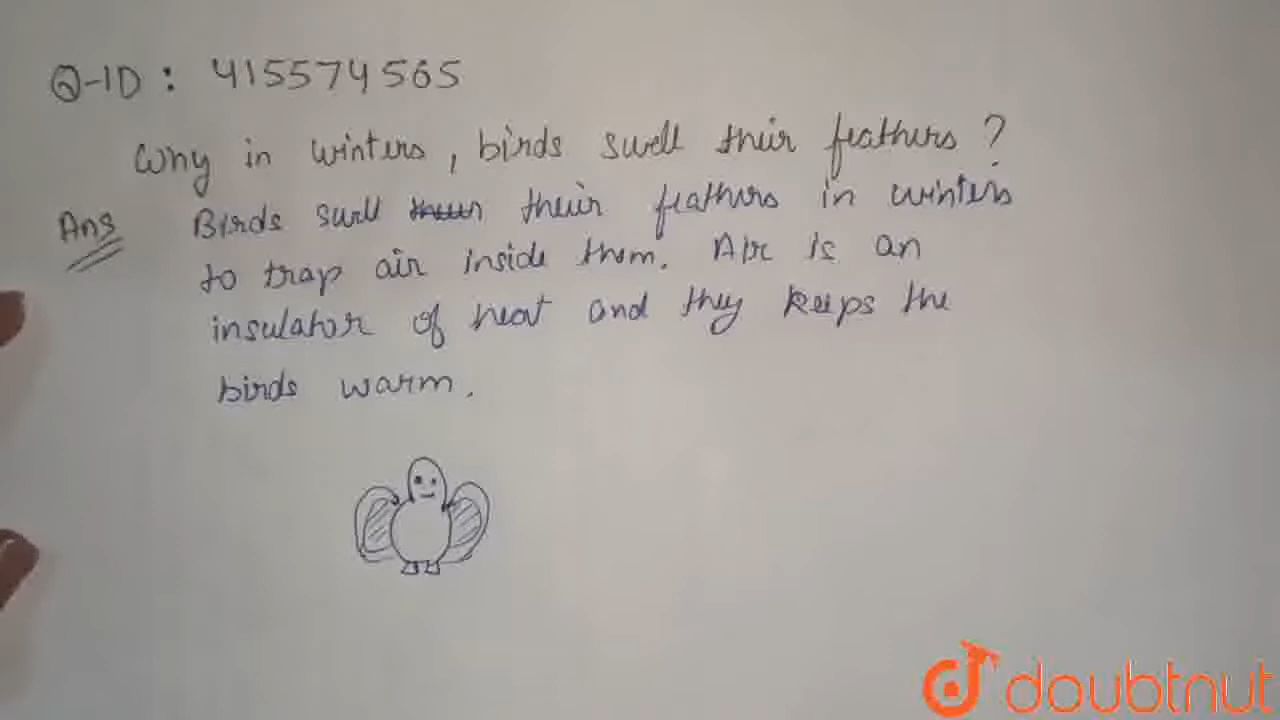 Q-ID : 415574565
Why in winters, birds swell their feathers ?
Ans Birds swell their feathers in winters
to trap air inside them. Air is an
insulator of heat and they keeps the
birds warm.
doubtnut